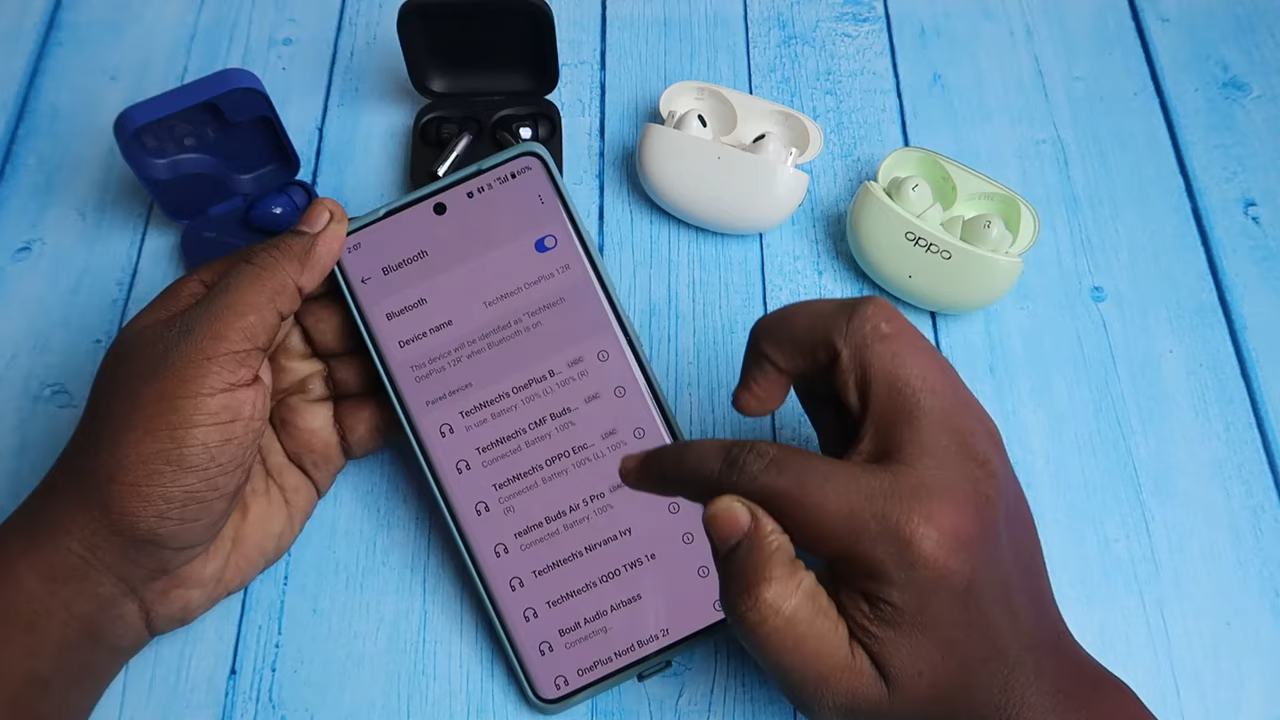 2:07
60%
Bluetooth
Bluetooth
Device name TechNtech OnePlus 12R
This device will be identified as "TechNtech
OnePlus 12R" when Bluetooth is on.
Paired devices
TechNtech's OnePlus B... LHDC
In use. Battery: 100% (L), 100% (R)
TechNtech's CMF Buds... LDAC
Connected. Battery: 100%
TechNtech's OPPO Enc... LDAC
Connected. Battery: 100% (L), 100%
(R)
realme Buds Air 5 Pro
Connected. Battery: 100%
TechNtech's Nirvana Ivy
TechNtech's iQOO TWS 1e
Boult Audio Airbass
Connecting...
OnePlus Nord Buds 2r
oppo
L
R